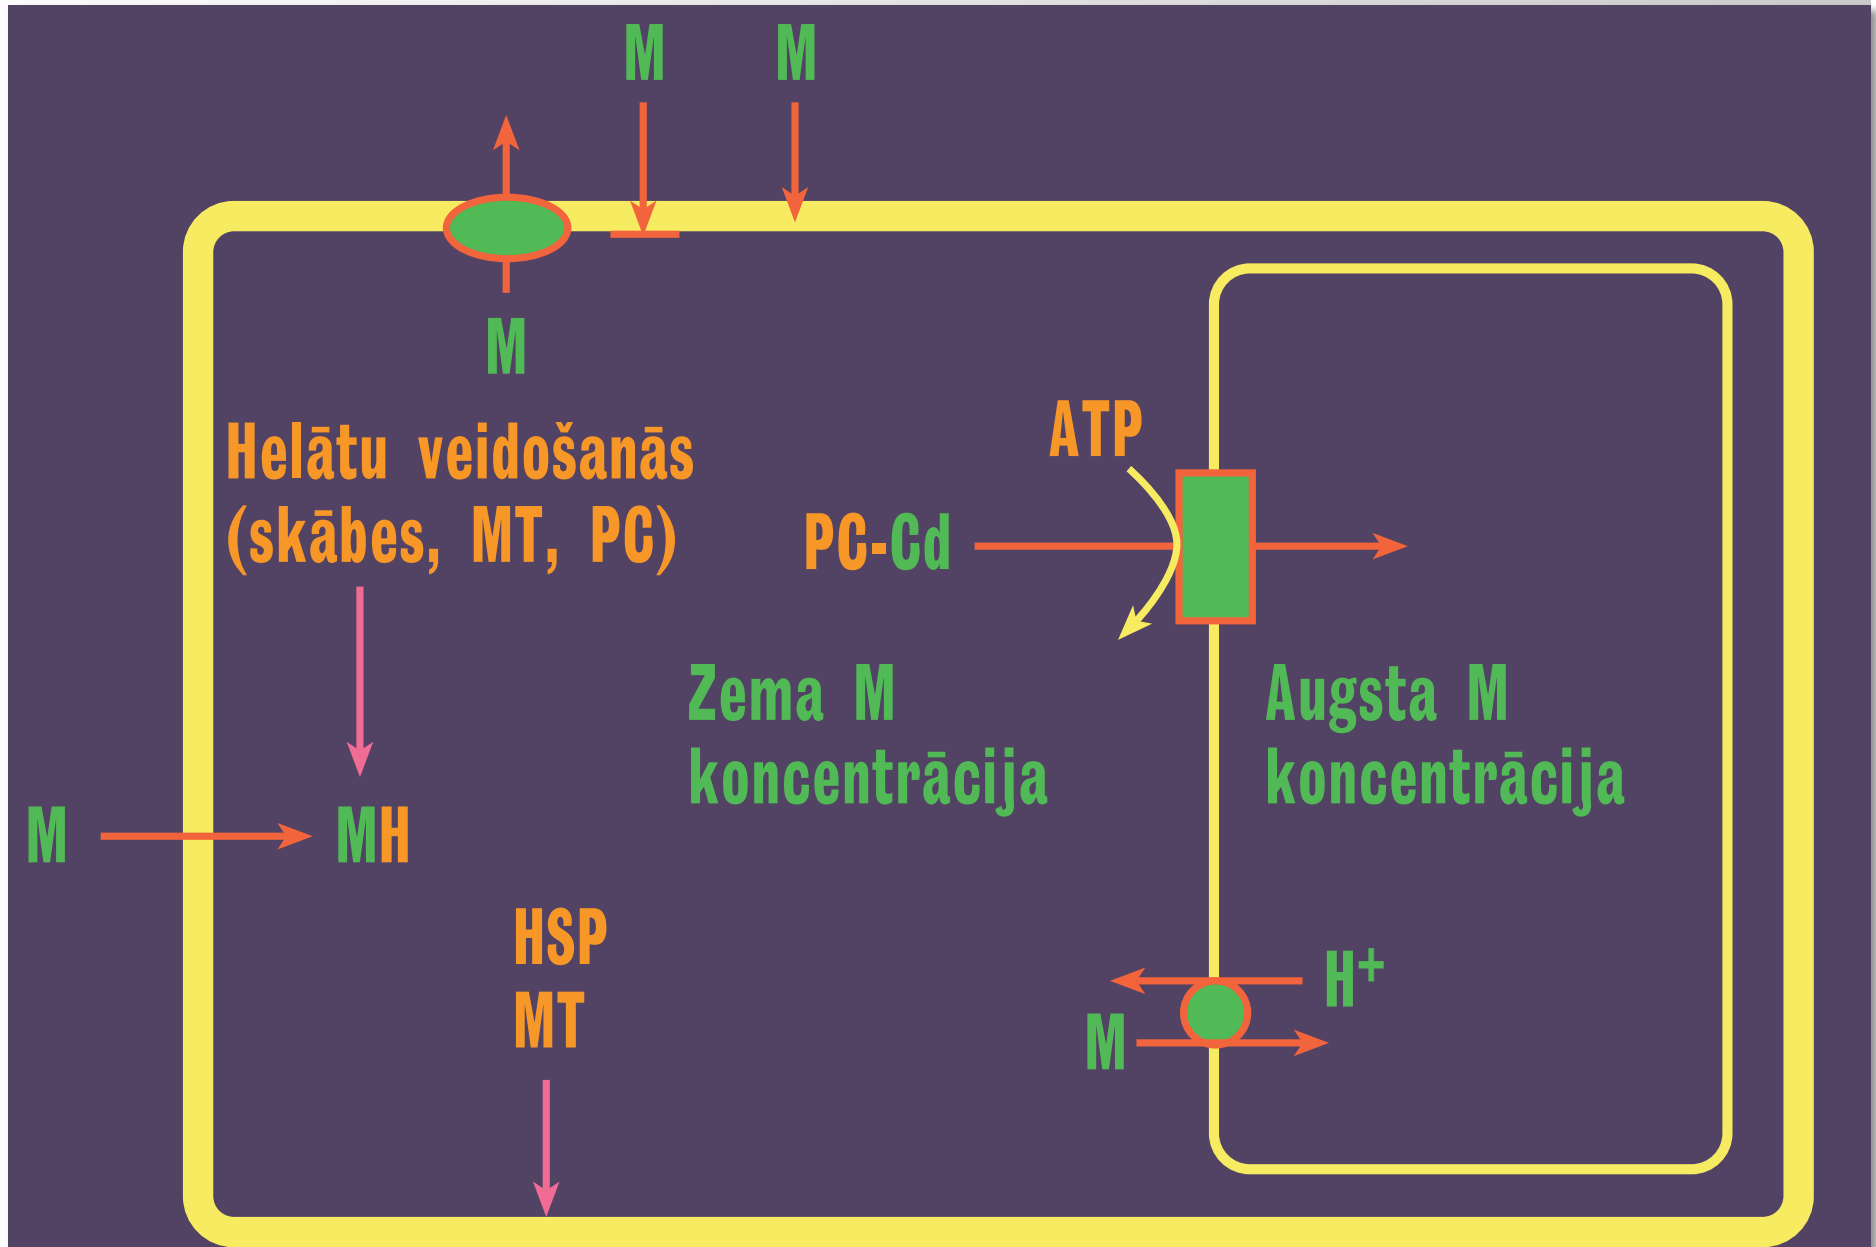 M M
M
Helātu veidošanās
(skābes, MT, PC)
ATP
PC-Cd
Zema M
koncentrācija
Augsta M
koncentrācija
M
MH
HSP
MT
H⁺
M